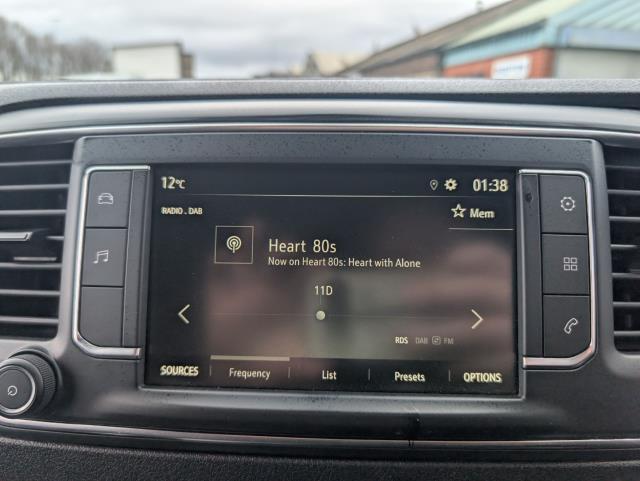 12°C 01:38
RADIO . DAB Mem
Heart 80s
Now on Heart 80s: Heart with Alone
11D
RDS DAB FM
SOURCES Frequency List Presets OPTIONS